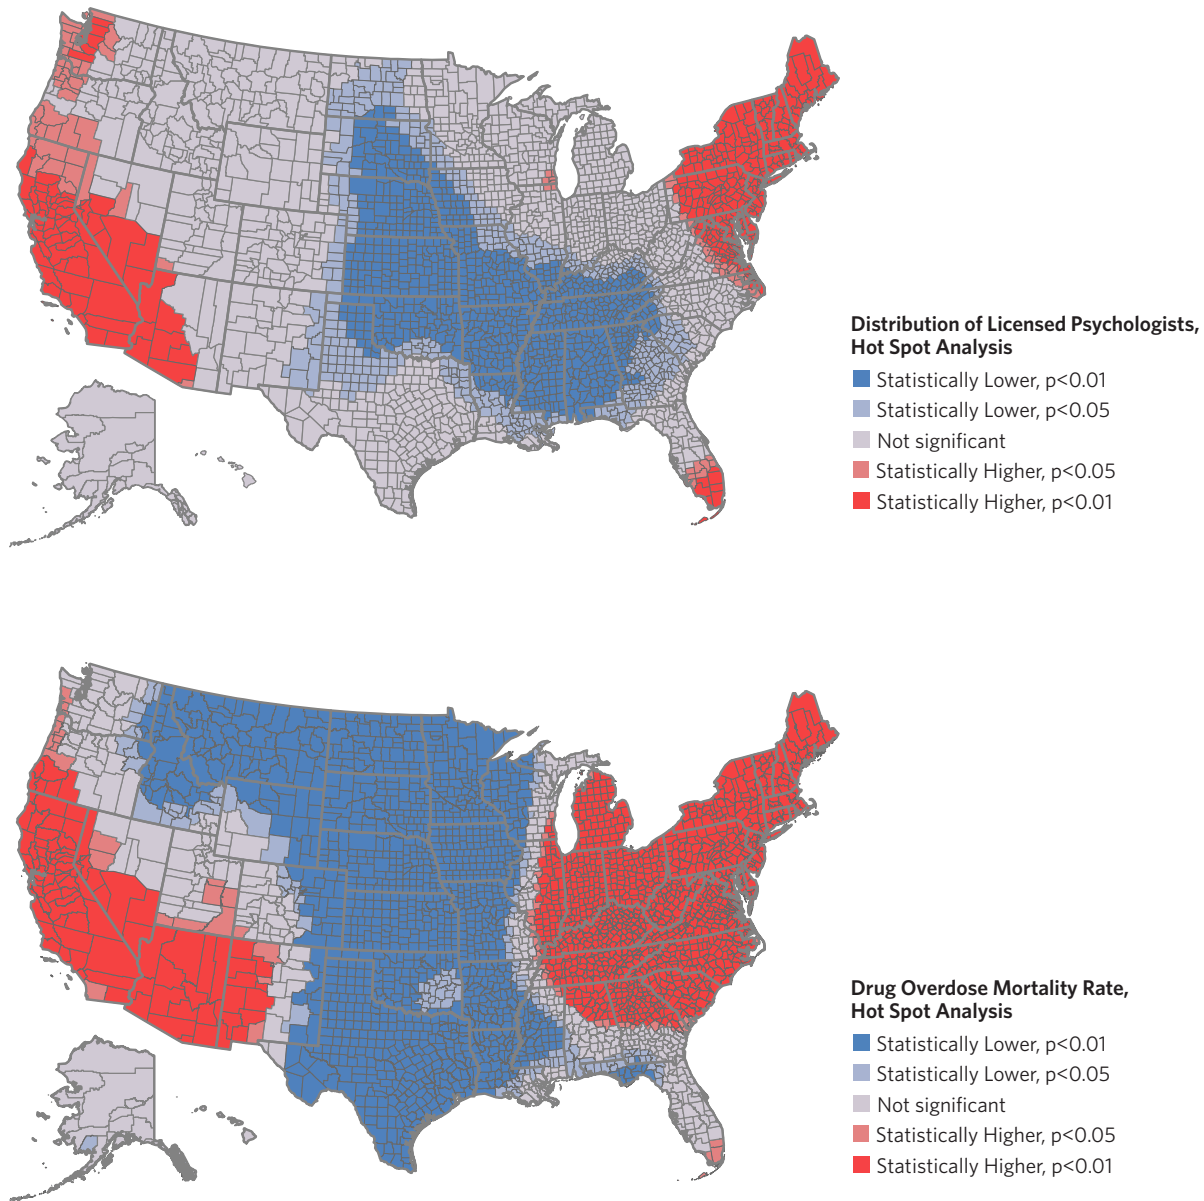 Distribution of Licensed Psychologists,
Hot Spot Analysis
Statistically Lower, p<0.01
Statistically Lower, p<0.05
Not significant
Statistically Higher, p<0.05
Statistically Higher, p<0.01
Drug Overdose Mortality Rate,
Hot Spot Analysis
Statistically Lower, p<0.01
Statistically Lower, p<0.05
Not significant
Statistically Higher, p<0.05
Statistically Higher, p<0.01